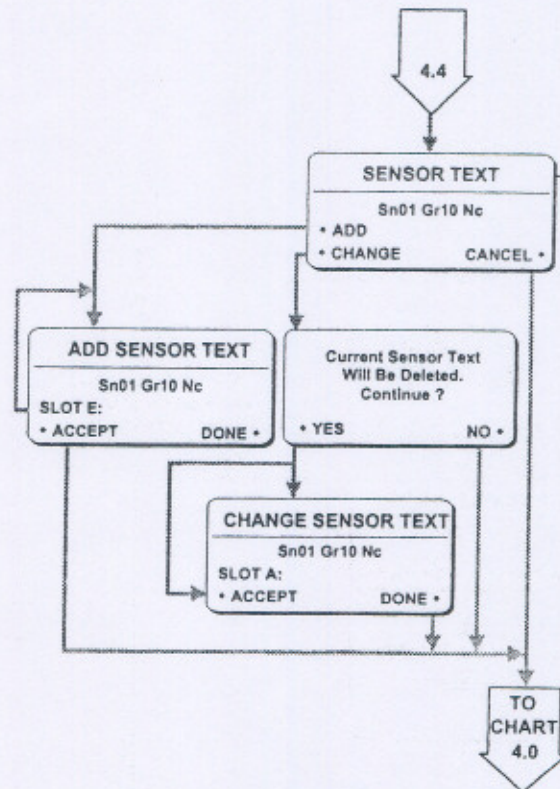 4.4
SENSOR TEXT
Sn01 Gr10 Nc
• ADD
• CHANGE CANCEL •
ADD SENSOR TEXT
Sn01 Gr10 Nc
SLOT E:
• ACCEPT DONE •
Current Sensor Text
Will Be Deleted.
Continue ?
• YES NO •
CHANGE SENSOR TEXT
Sn01 Gr10 Nc
SLOT A:
• ACCEPT DONE •
TO
CHART
4.0